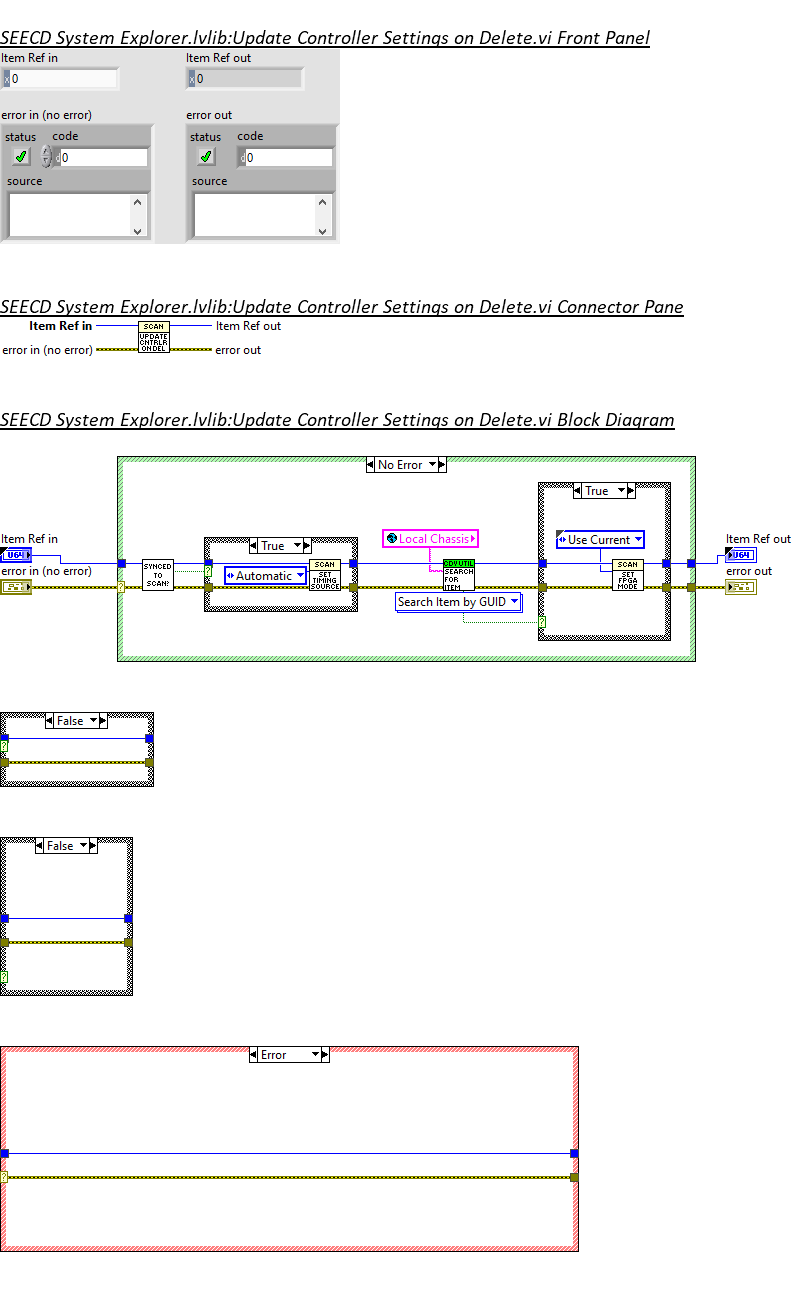 SEECD System Explorer.lvlib:Update Controller Settings on Delete.vi Front Panel
Item Ref in
Item Ref out
x 0
x 0
error in (no error)
error out
status code
status code
d 0
d 0
source
source
SEECD System Explorer.lvlib:Update Controller Settings on Delete.vi Connector Pane
Item Ref in
SCAN
UPDATE
CNTRLR
ON DEL
Item Ref out
error in (no error)
error out
SEECD System Explorer.lvlib:Update Controller Settings on Delete.vi Block Diagram
No Error
True
Item Ref in
U64
error in (no error)
SYNCED
TO
SCAN?
True
?
Automatic
SCAN
SET
TIMING
SOURCE
Local Chassis
CDV UTIL
SEARCH
FOR
ITEM
Search Item by GUID
Use Current
SCAN
SET
FPGA
MODE
?
?
Item Ref out
U64
error out
False
?
False
?
Error
?